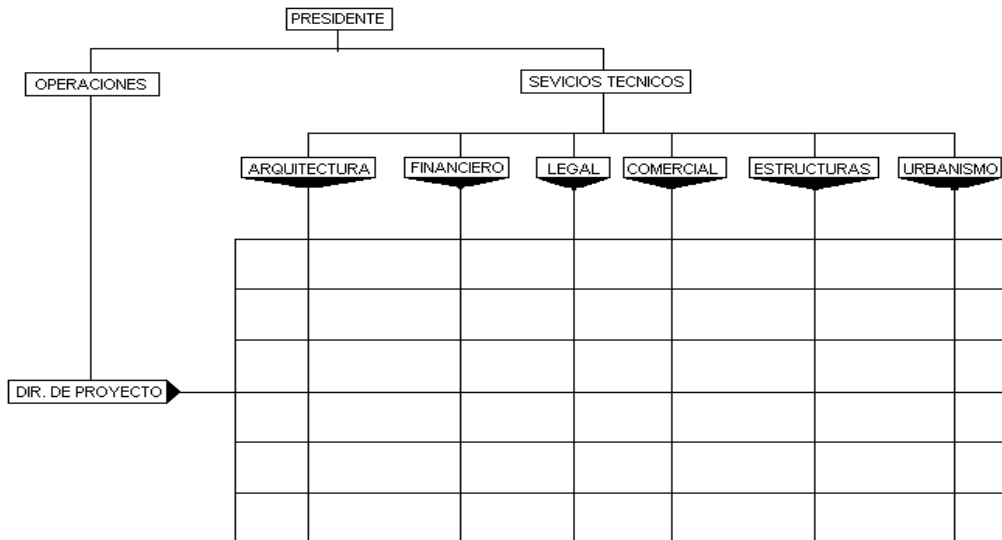 PRESIDENTE
OPERACIONES
SEVICIOS TECNICOS
ARQUITECTURA
FINANCIERO
LEGAL
COMERCIAL
ESTRUCTURAS
URBANISMO
DIR. DE PROYECTO